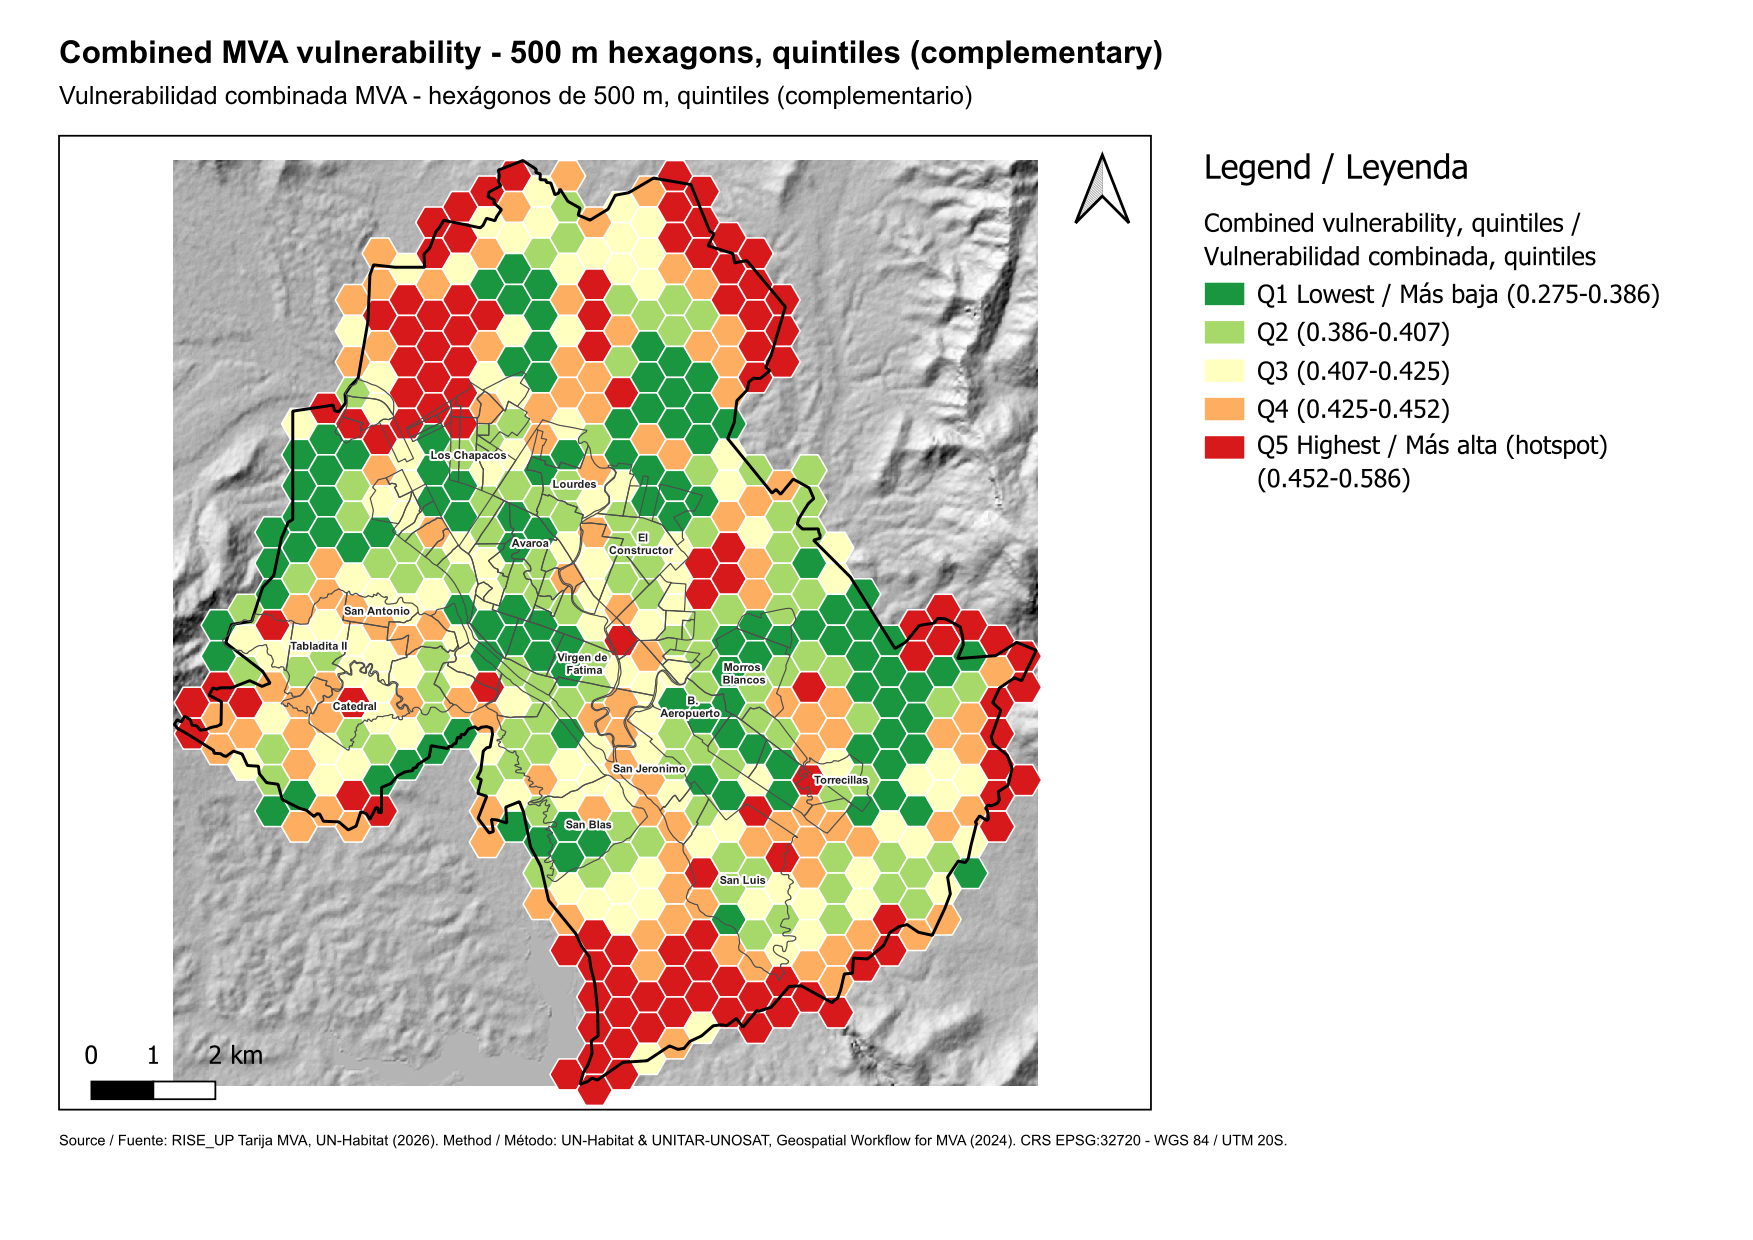 Combined MVA vulnerability - 500 m hexagons, quintiles (complementary)
Vulnerabilidad combinada MVA - hexágonos de 500 m, quintiles (complementario)
Legend / Leyenda
Combined vulnerability, quintiles /
Vulnerabilidad combinada, quintiles
Q1 Lowest / Más baja (0.275-0.386)
Q2 (0.386-0.407)
Q3 (0.407-0.425)
Q4 (0.425-0.452)
Q5 Highest / Más alta (hotspot)
(0.452-0.586)
Los Chapacos
Lourdes
Avaroa
El
Constructor
San Antonio
Tabladita II
Virgen de
Fatima
Morros
Blancos
Catedral
B.
Aeropuerto
San Jeronimo
Torrecillas
San Blas
San Luis
0 1 2 km
Source / Fuente: RISE_UP Tarija MVA, UN-Habitat (2026). Method / Método: UN-Habitat & UNITAR-UNOSAT, Geospatial Workflow for MVA (2024). CRS EPSG:32720 - WGS 84 / UTM 20S.